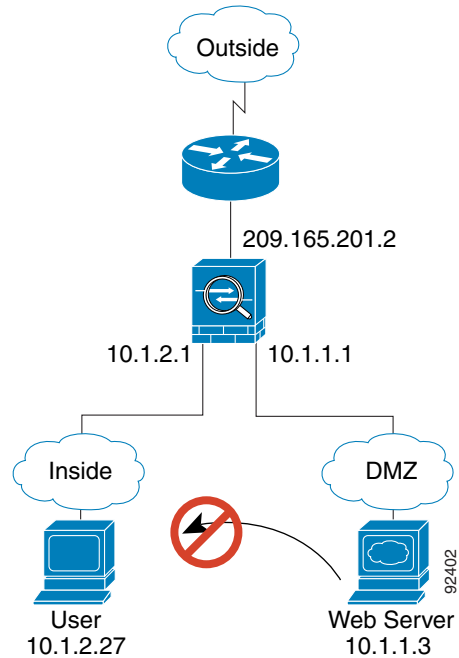 Outside
209.165.201.2
10.1.2.1
10.1.1.1
Inside
DMZ
User
10.1.2.27
Web Server
10.1.1.3
92402